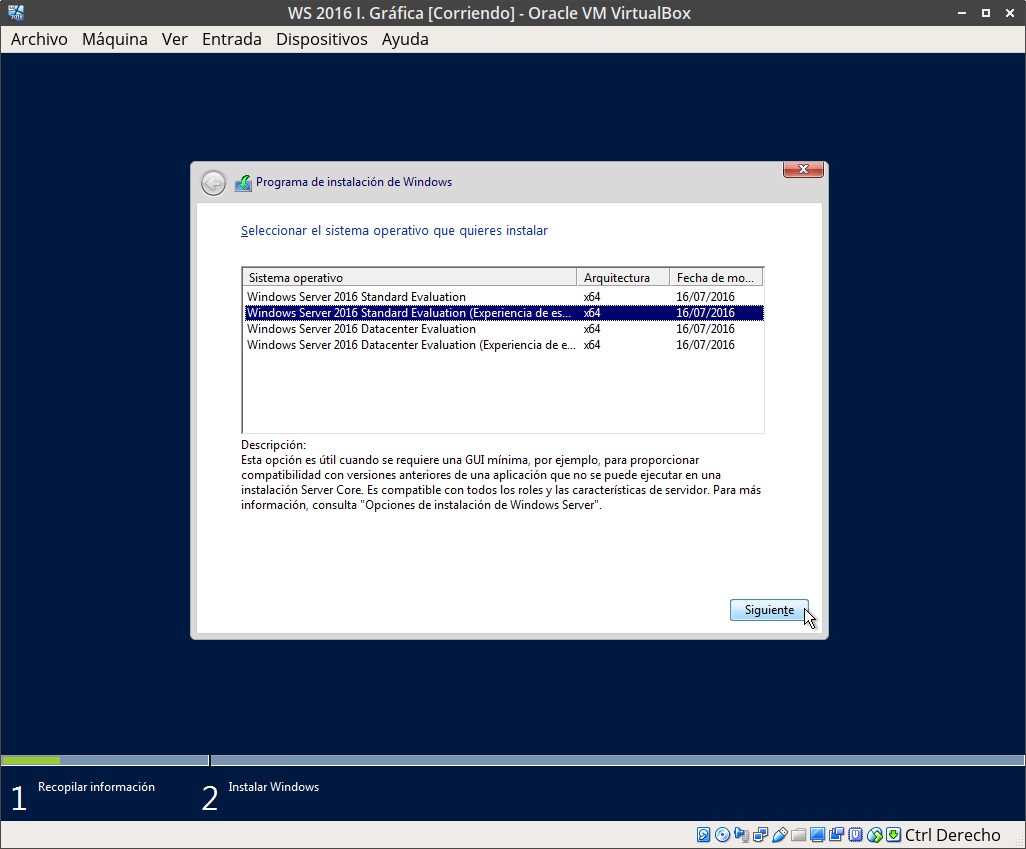 WS 2016 I. Gráfica [Corriendo] - Oracle VM VirtualBox
Archivo Máquina Ver Entrada Dispositivos Ayuda
Programa de instalación de Windows
Seleccionar el sistema operativo que quieres instalar
Sistema operativo Arquitectura Fecha de mo...
Windows Server 2016 Standard Evaluation x64 16/07/2016
Windows Server 2016 Standard Evaluation (Experiencia de es... x64 16/07/2016
Windows Server 2016 Datacenter Evaluation x64 16/07/2016
Windows Server 2016 Datacenter Evaluation (Experiencia de e... x64 16/07/2016
Descripción:
Esta opción es útil cuando se requiere una GUI mínima, por ejemplo, para proporcionar
compatibilidad con versiones anteriores de una aplicación que no se puede ejecutar en una
instalación Server Core. Es compatible con todos los roles y las características de servidor. Para más
información, consulta "Opciones de instalación de Windows Server".
Siguiente
1 Recopilar información 2 Instalar Windows
Ctrl Derecho